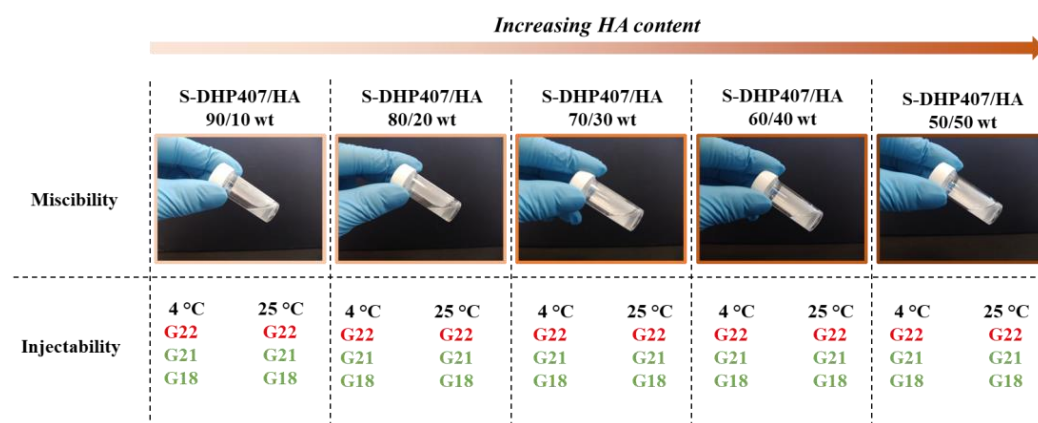 Increasing HA content
S-DHP407/HA S-DHP407/HA S-DHP407/HA S-DHP407/HA S-DHP407/HA
90/10 wt 80/20 wt 70/30 wt 60/40 wt 50/50 wt
Miscibility
4 °C 25 °C 4 °C 25 °C 4 °C 25 °C 4 °C 25 °C 4 °C 25 °C
G22 G22 G22 G22 G22 G22 G22 G22 G22 G22
Injectability G21 G21 G21 G21 G21 G21 G21 G21 G21 G21
G18 G18 G18 G18 G18 G18 G18 G18 G18 G18